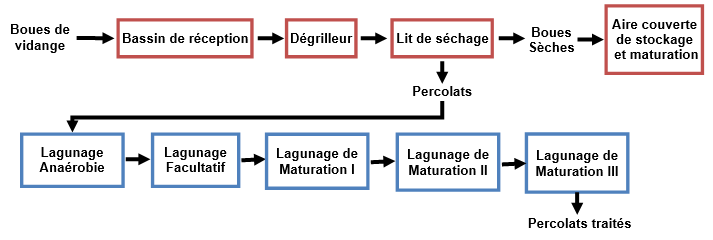 Boues de
vidange
Bassin de réception
Dégrilleur
Lit de séchage
Boues
Sèches
Aire couverte
de stockage
et maturation
Percolats
Lagunage
Anaérobie
Lagunage
Facultatif
Lagunage de
Maturation I
Lagunage de
Maturation II
Lagunage de
Maturation III
Percolats traités